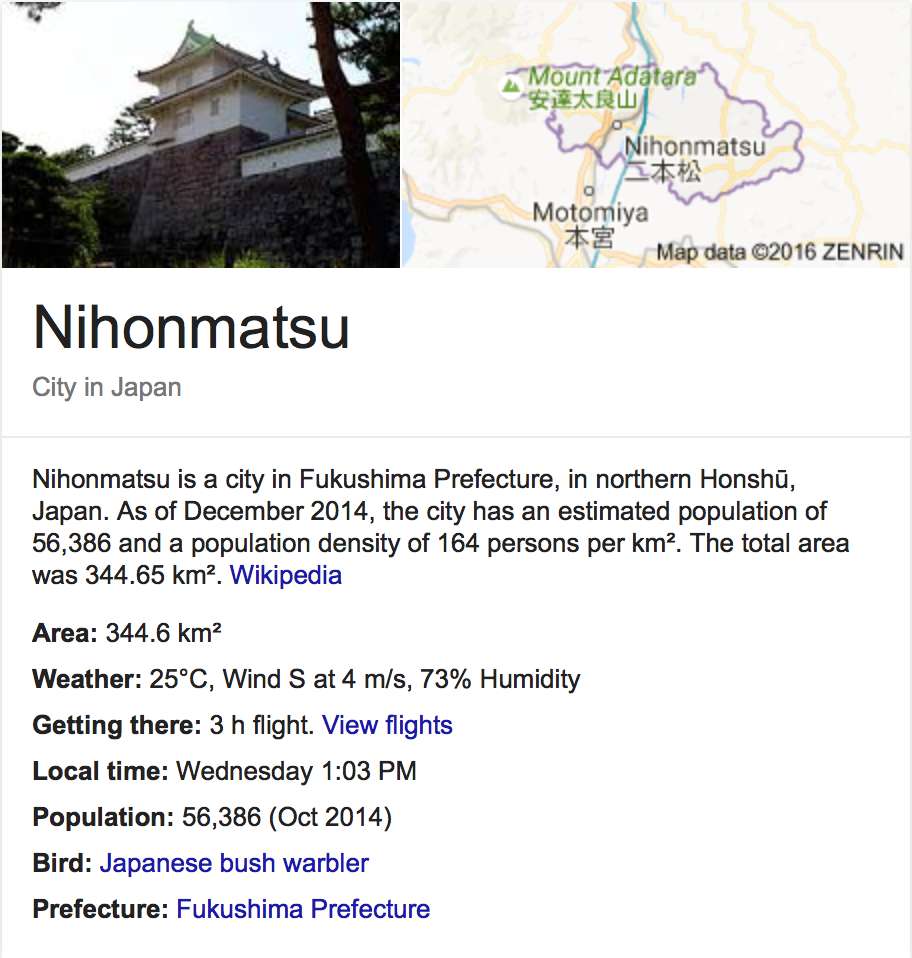 Mount Adatara
安達太良山
Nihonmatsu
二本松
Motomiya
本宮
Map data ©2016 ZENRIN
Nihonmatsu
City in Japan
Nihonmatsu is a city in Fukushima Prefecture, in northern Honshū,
Japan. As of December 2014, the city has an estimated population of
56,386 and a population density of 164 persons per km². The total area
was 344.65 km². Wikipedia
Area: 344.6 km²
Weather: 25°C, Wind S at 4 m/s, 73% Humidity
Getting there: 3 h flight. View flights
Local time: Wednesday 1:03 PM
Population: 56,386 (Oct 2014)
Bird: Japanese bush warbler
Prefecture: Fukushima Prefecture